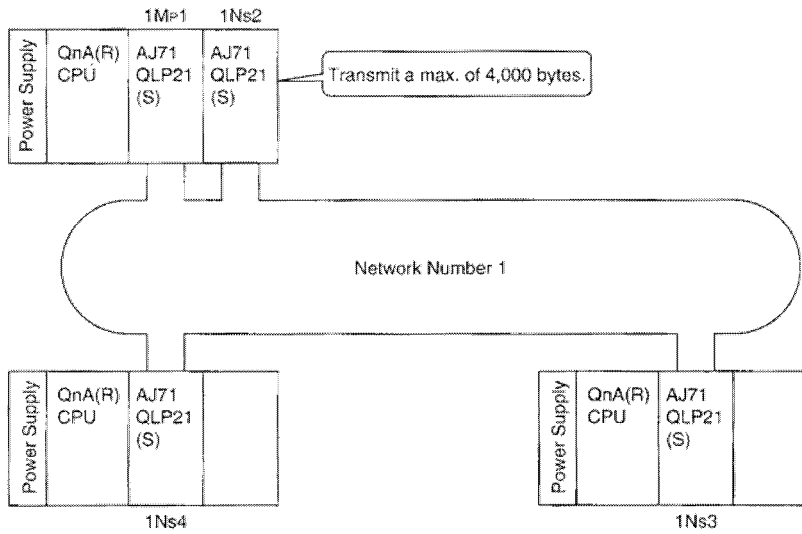 1MP1
1Ns2
Power Supply
QnA(R)
CPU
AJ71
QLP21
(S)
AJ71
QLP21
(S)
Transmit a max. of 4,000 bytes.
Network Number 1
Power Supply
QnA(R)
CPU
AJ71
QLP21
(S)
1Ns4
Power Supply
QnA(R)
CPU
AJ71
QLP21
(S)
1Ns3